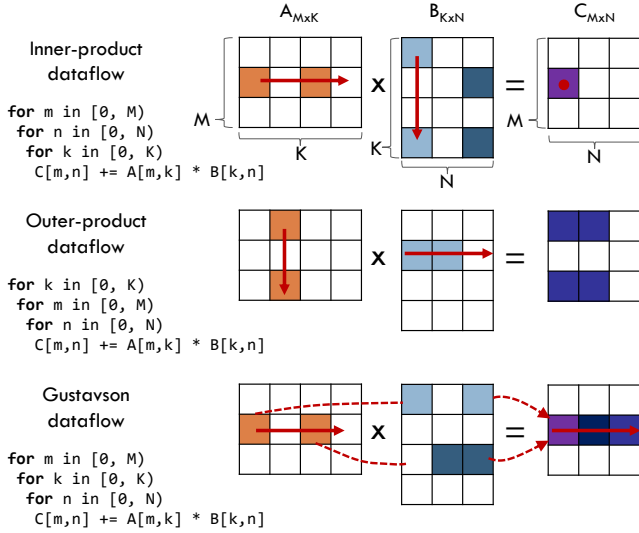 A_MxK B_KxN C_MxN
Inner-product
dataflow
for m in [0, M)
for n in [0, N)
for k in [0, K)
C[m,n] += A[m,k] * B[k,n]
M K x K N = M N
Outer-product
dataflow
for k in [0, K)
for m in [0, M)
for n in [0, N)
C[m,n] += A[m,k] * B[k,n]
x =
Gustavson
dataflow
for m in [0, M)
for k in [0, K)
for n in [0, N)
C[m,n] += A[m,k] * B[k,n]
x =